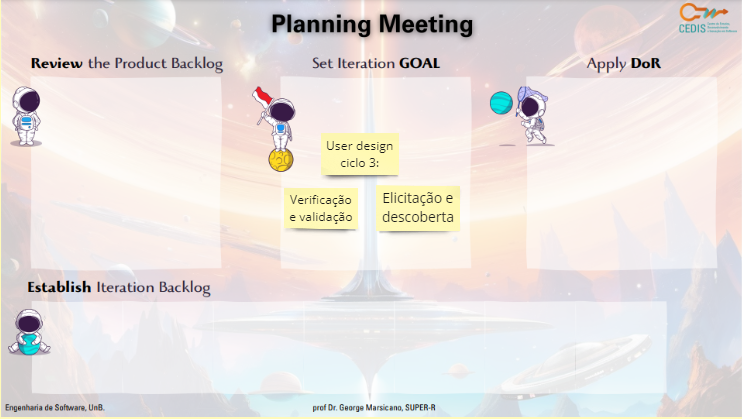 Planning Meeting
CEDIS
Review the Product Backlog
Set Iteration GOAL
Apply DoR
User design
ciclo 3:
Verificação
e validação
Elicitação e
descoberta
Establish Iteration Backlog
Engenharia de Software, UnB.
prof Dr. George Marsicano, SUPER-R